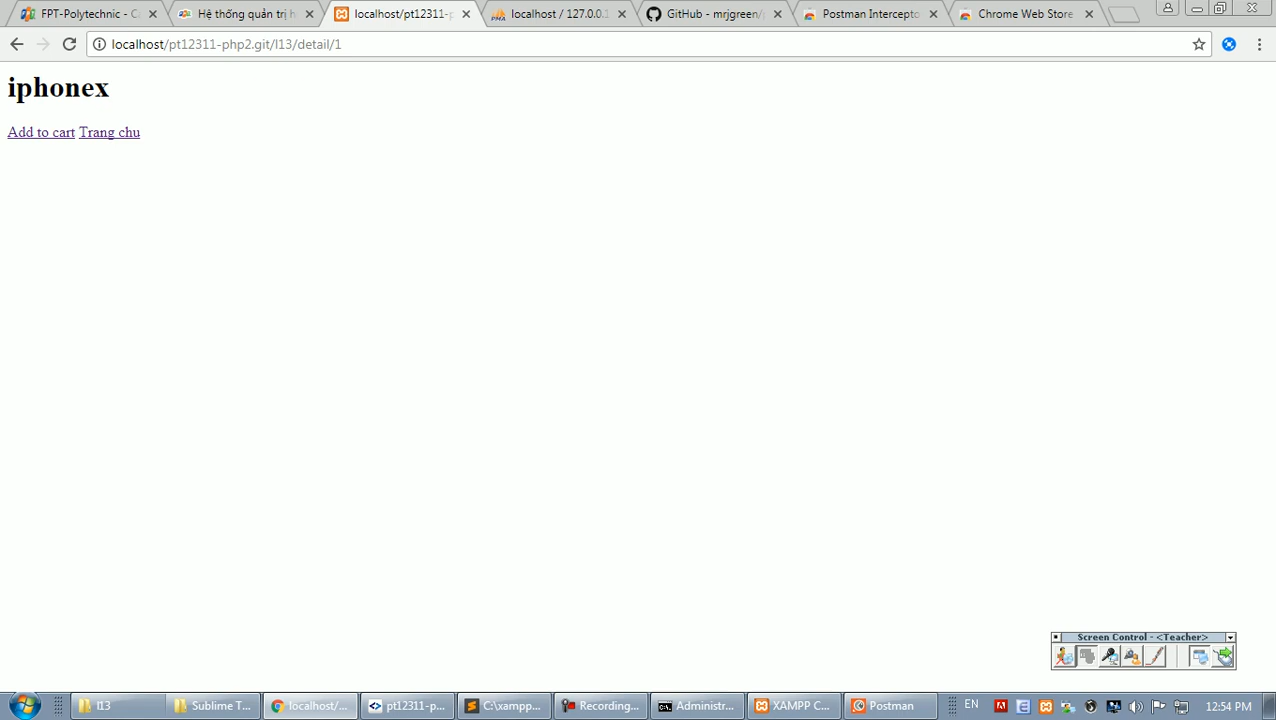 FPT-Polytechnic - C
Hệ thống quản trị h
localhost/pt12311-p
localhost / 127.0.0.1
GitHub - mrjgreen/p
Postman Intercepto
Chrome Web Store
localhost/pt12311-php2.git/l13/detail/1
iphonex
Add to cart Trang chu
Screen Control - <Teacher>
l13
Sublime T...
localhost/...
pt12311-p...
C:\xampp...
Recording...
Administr...
XAMPP C...
Postman
EN
12:54 PM